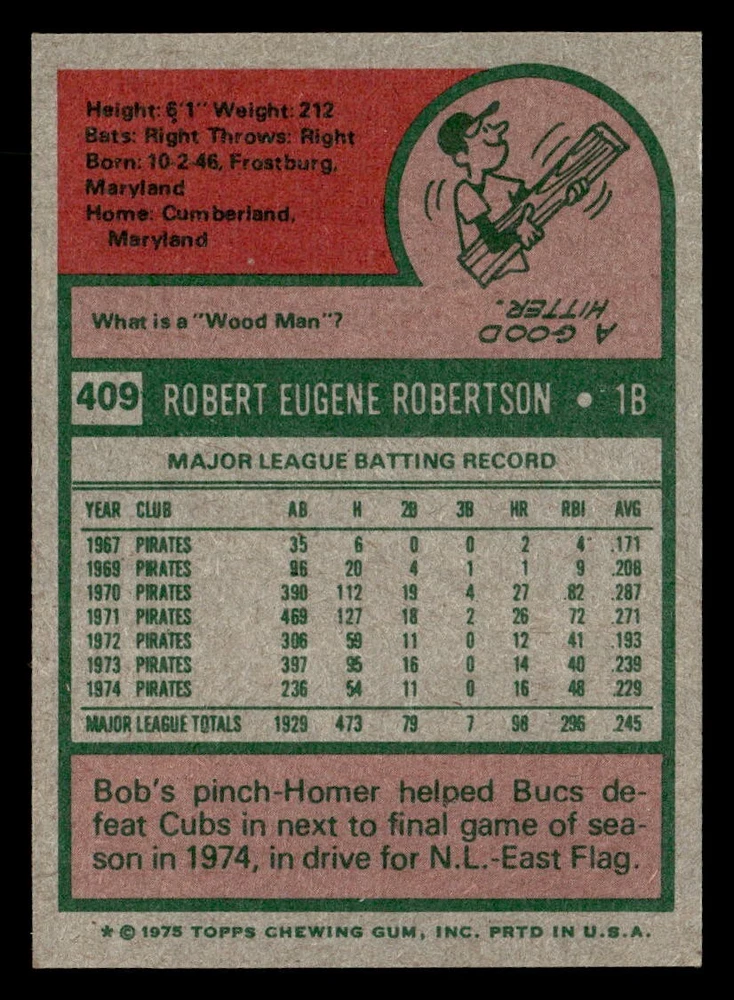 Height: 6'1" Weight: 212
Bats: Right Throws: Right
Born: 10-2-46, Frostburg,
Maryland
Home: Cumberland,
Maryland
What is a "Wood Man"?
A GOOD
HITTER.
409 ROBERT EUGENE ROBERTSON • 1B
MAJOR LEAGUE BATTING RECORD
YEAR CLUB AB H 2B 3B HR RBI AVG
1967 PIRATES 35 6 0 0 2 4 .171
1969 PIRATES 96 20 4 1 1 9 .208
1970 PIRATES 390 112 19 4 27 82 .287
1971 PIRATES 469 127 18 2 26 72 .271
1972 PIRATES 306 59 11 0 12 41 .193
1973 PIRATES 397 95 16 0 14 40 .239
1974 PIRATES 236 54 11 0 16 48 .229
MAJOR LEAGUE TOTALS 1929 473 79 7 98 296 .245
Bob's pinch-Homer helped Bucs de-
feat Cubs in next to final game of sea-
son in 1974, in drive for N.L.-East Flag.
* © 1975 TOPPS CHEWING GUM, INC. PRTD IN U.S.A.